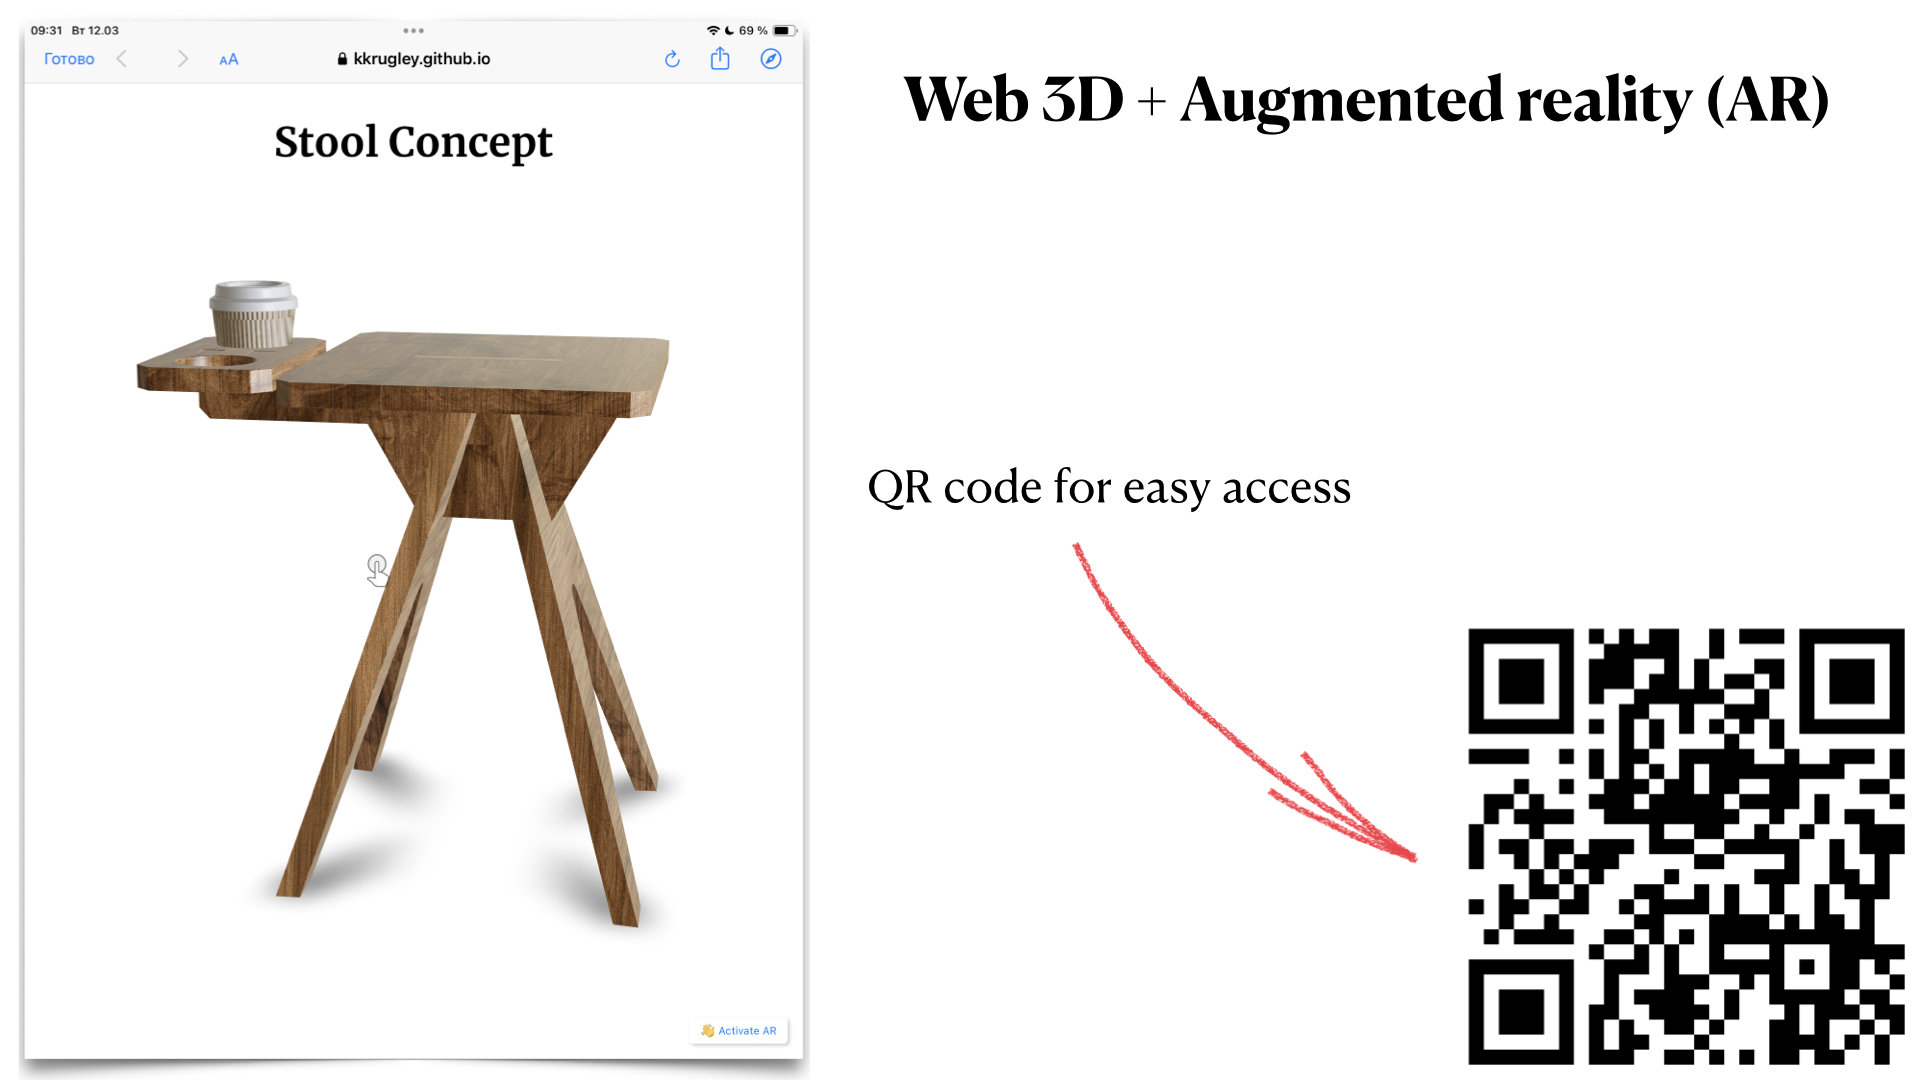 09:31 Вт 12.03
69 %
Готово
AA
kkrugley.github.io
Stool Concept
Activate AR
Web 3D + Augmented reality (AR)
QR code for easy access